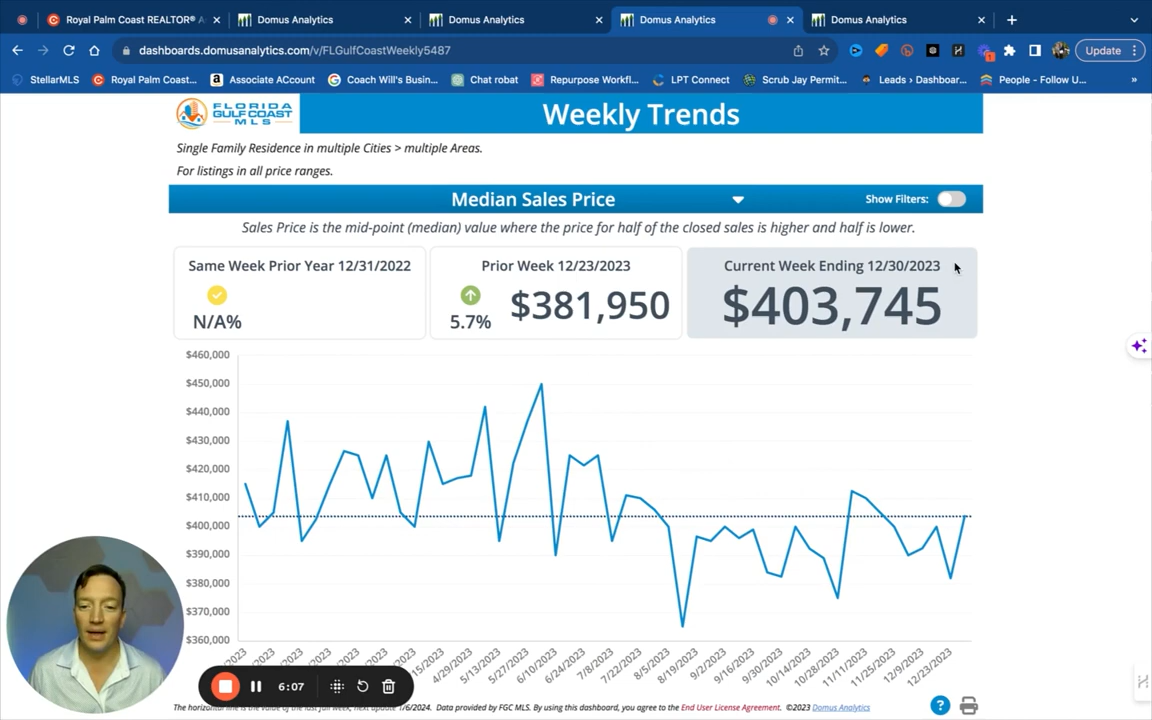 Royal Palm Coast REALTOR® A
Domus Analytics
Domus Analytics
Domus Analytics
Domus Analytics
dashboards.domusanalytics.com/v/FLGulfCoastWeekly5487
Update
StellarMLS
Royal Palm Coast...
Associate ACcount
Coach Will's Busin...
Chat robat
Repurpose Workfl...
LPT Connect
Scrub Jay Permit...
Leads › Dashboar...
People - Follow U...
»
FLORIDA
GULF COAST
MLS
Weekly Trends
Single Family Residence in multiple Cities > multiple Areas.
For listings in all price ranges.
Median Sales Price
Show Filters:
Sales Price is the mid-point (median) value where the price for half of the closed sales is higher and half is lower.
Same Week Prior Year 12/31/2022
N/A%
Prior Week 12/23/2023
5.7%
$381,950
Current Week Ending 12/30/2023
$403,745
$460,000
$450,000
$440,000
$430,000
$420,000
$410,000
$400,000
$390,000
$380,000
$370,000
$360,000
4/29/2023
5/13/2023
5/27/2023
6/10/2023
6/24/2023
7/8/2023
7/22/2023
8/5/2023
8/19/2023
9/2/2023
9/16/2023
9/30/2023
10/14/2023
10/28/2023
11/11/2023
11/25/2023
12/9/2023
12/23/2023
6:07
The horizontal line is the value of the last full week, next update 1/6/2024. Data provided by FGC MLS. By using this dashboard, you agree to the End User License Agreement. ©2023 Domus Analytics
?